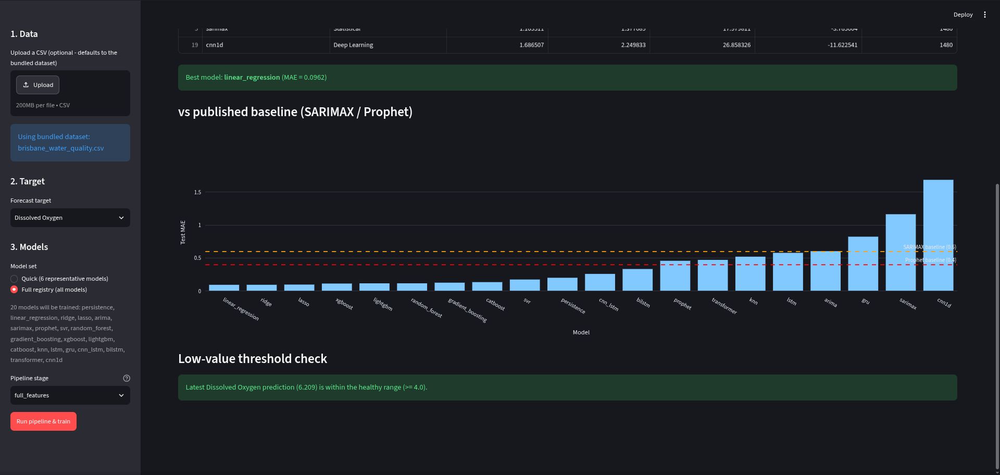 Deploy
1. Data
Upload a CSV (optional - defaults to the
bundled dataset)
Upload
200MB per file • CSV
Using bundled dataset:
brisbane_water_quality.csv
2. Target
Forecast target
Dissolved Oxygen
3. Models
Model set
Quick (6 representative models)
Full registry (all models)
20 models will be trained: persistence,
linear_regression, ridge, lasso, arima,
sarimax, prophet, svr, random_forest,
gradient_boosting, xgboost, lightgbm,
catboost, knn, lstm, gru, cnn_lstm, bilstm,
transformer, cnn1d
Pipeline stage
full_features
Run pipeline & train
sarimax Statistical 1480
19 cnn1d Deep Learning 1.686507 2.249833 26.858326 -11.622541 1480
Best model: linear_regression (MAE = 0.0962)
vs published baseline (SARIMAX / Prophet)
Test MAE
1.5
1
0.5
0
SARIMAX baseline (0.6)
Prophet baseline (0.4)
linear_regression
ridge
lasso
xgboost
lightgbm
random_forest
gradient_boosting
catboost
svr
persistence
cnn_lstm
bilstm
prophet
transformer
knn
lstm
arima
gru
sarimax
cnn1d
Model
Low-value threshold check
Latest Dissolved Oxygen prediction (6.209) is within the healthy range (>= 4.0).